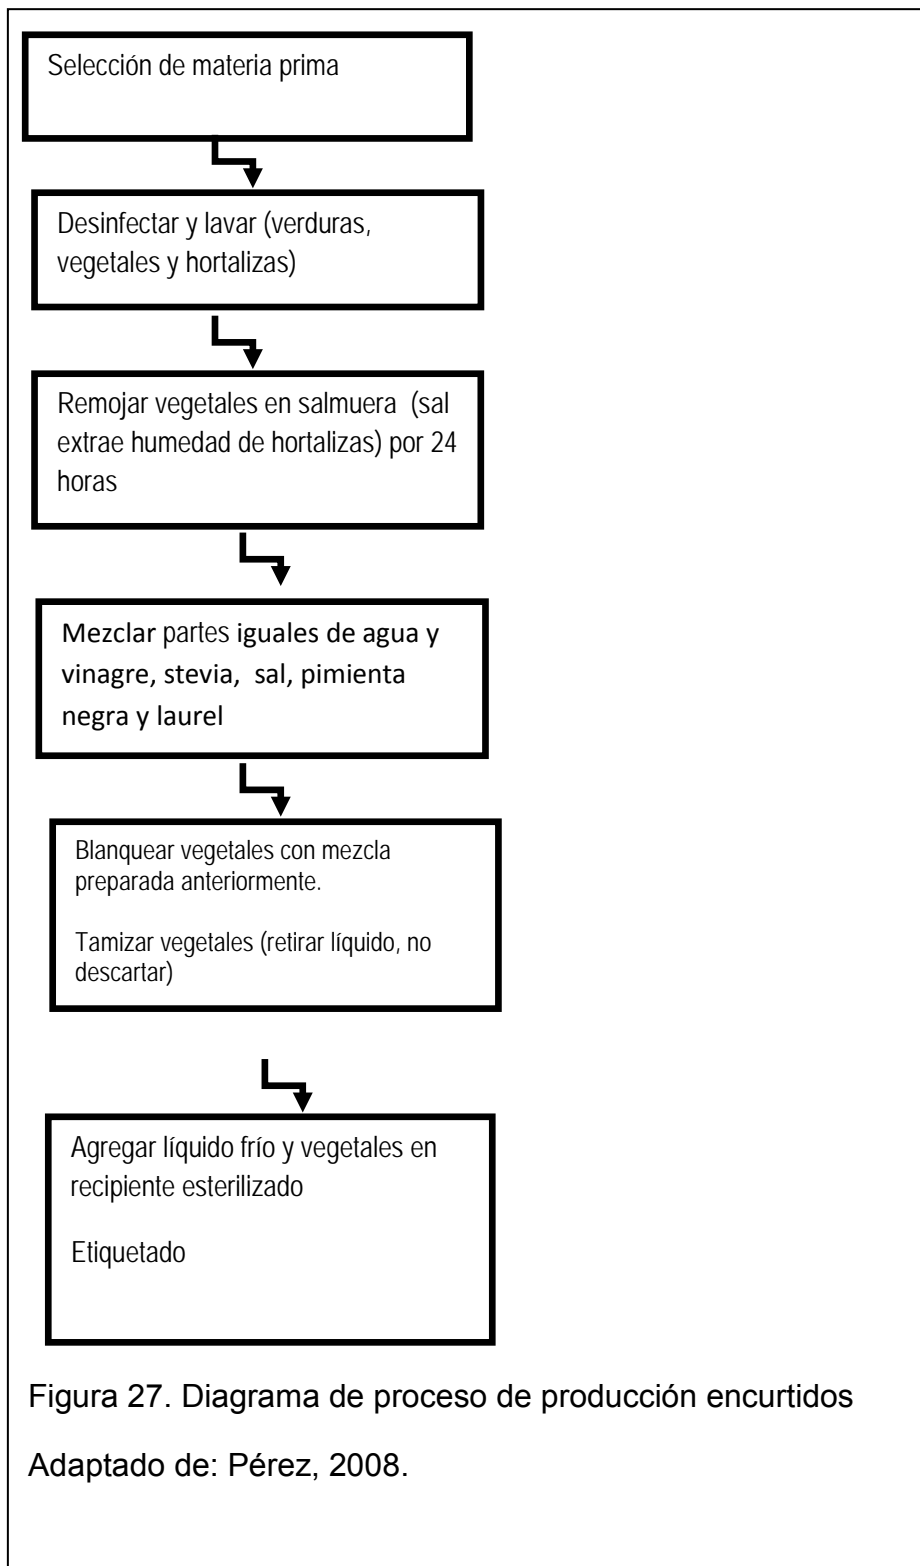 Selección de materia prima
Desinfectar y lavar (verduras,
vegetales y hortalizas)
Remojar vegetales en salmuera  (sal
extrae humedad de hortalizas) por 24
horas
Mezclar partes iguales de agua y
vinagre, stevia,  sal, pimienta
negra y laurel
Blanquear vegetales con mezcla
preparada anteriormente.
Tamizar vegetales (retirar líquido, no
descartar)
Agregar líquido frío y vegetales en
recipiente esterilizado
Etiquetado
Figura 27. Diagrama de proceso de producción encurtidos
Adaptado de: Pérez, 2008.